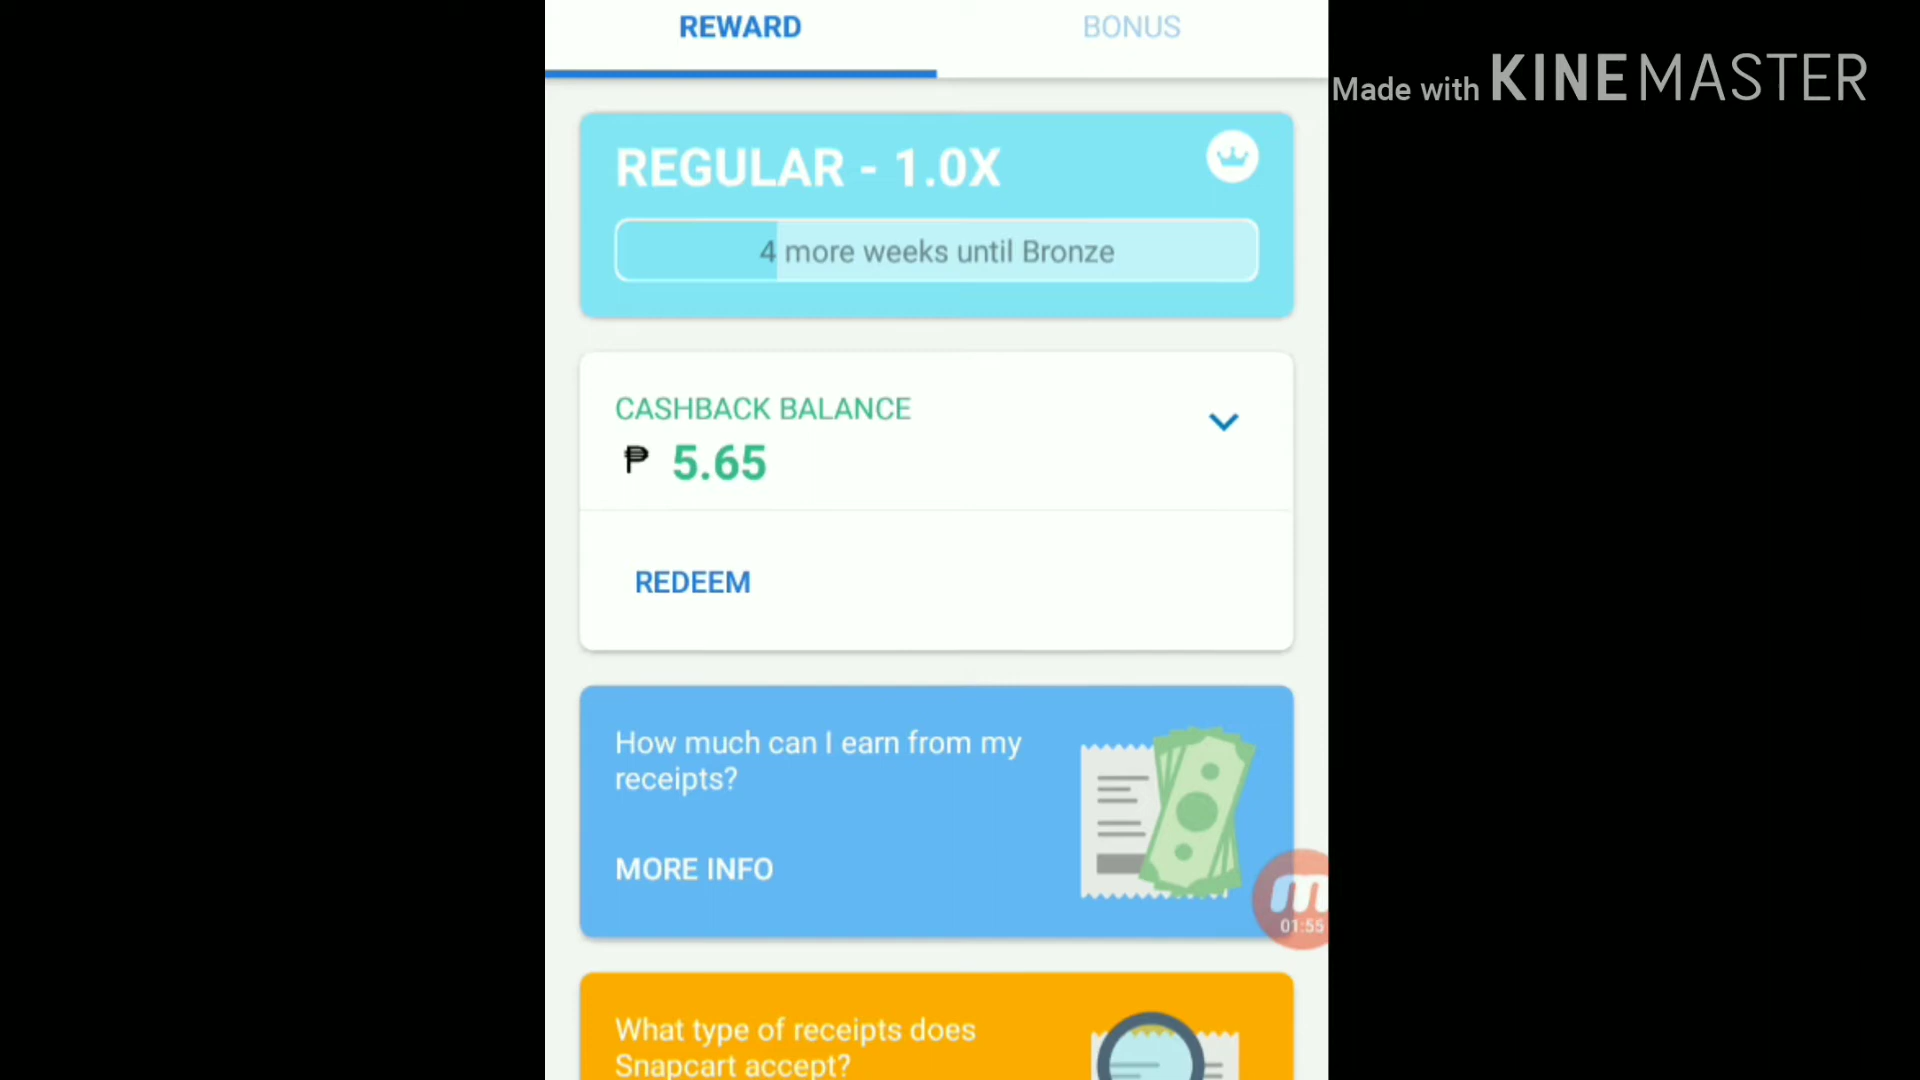 REWARD
BONUS
Made with KINEMASTER
REGULAR - 1.0X
4 more weeks until Bronze
CASHBACK BALANCE
₱ 5.65
REDEEM
How much can I earn from my
receipts?
MORE INFO
01:55
What type of receipts does
Snapcart accept?